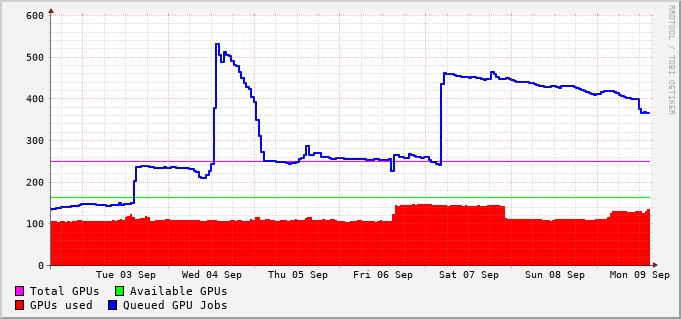 600
500
400
300
200
100
0
Tue 03 Sep Wed 04 Sep Thu 05 Sep Fri 06 Sep Sat 07 Sep Sun 08 Sep Mon 09 Sep
Total GPUs Available GPUs
GPUs used Queued GPU Jobs
RRDTOOL / TOBI OETIKER